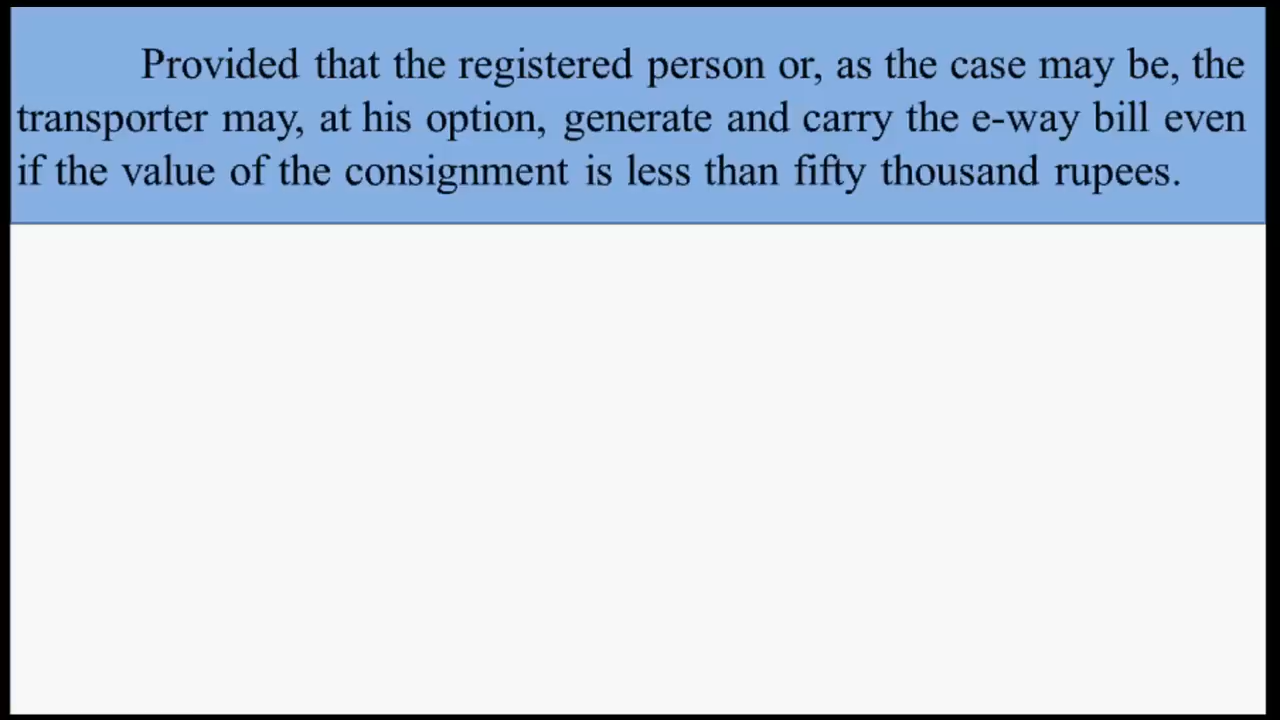 Provided that the registered person or, as the case may be, the
transporter may, at his option, generate and carry the e-way bill even
if the value of the consignment is less than fifty thousand rupees.